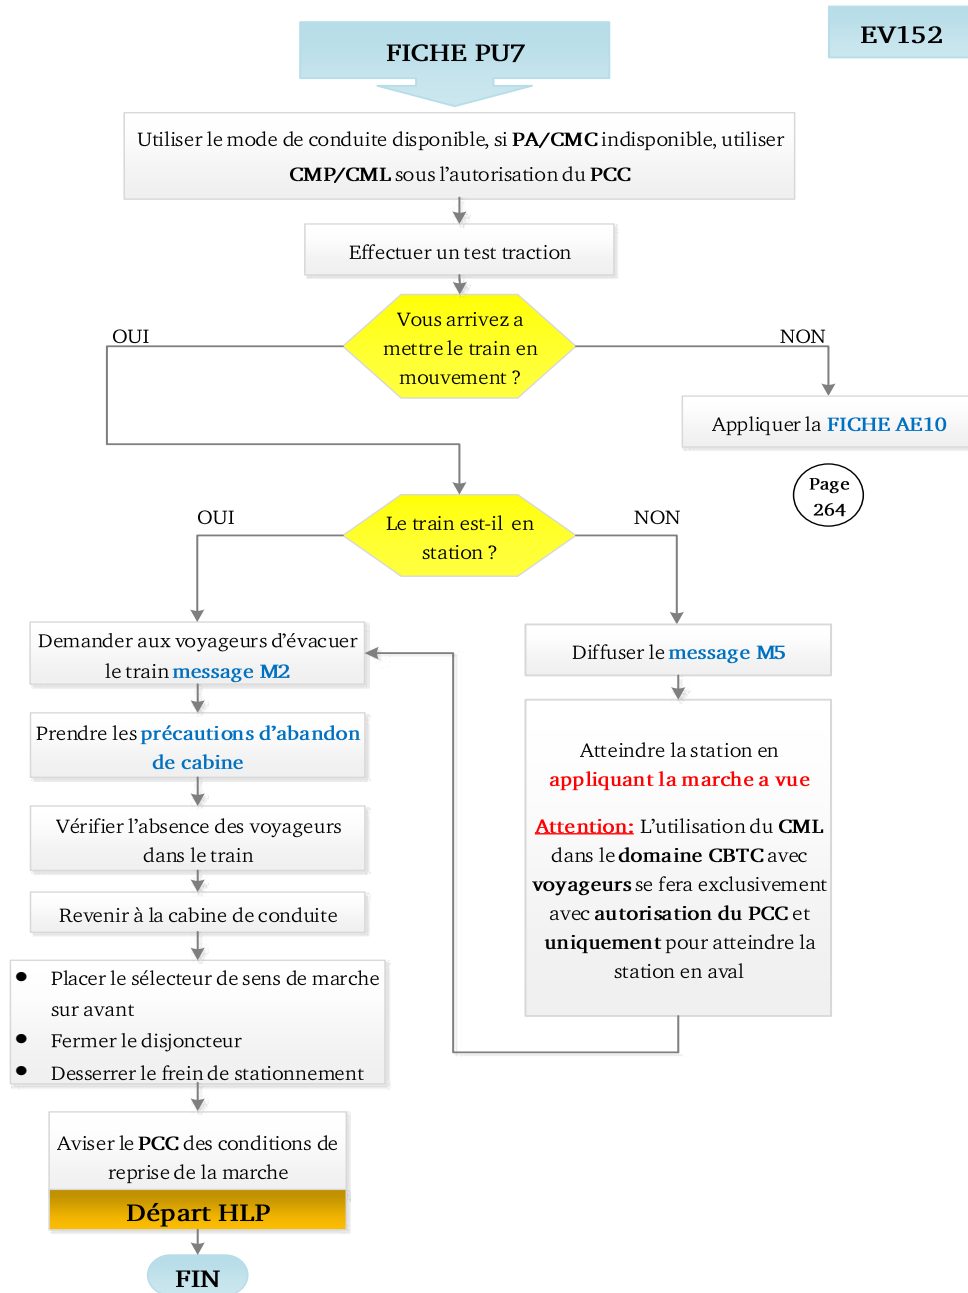 EV152
FICHE PU7
Utiliser le mode de conduite disponible, si PA/CMC indisponible, utiliser
CMP/CML sous l'autorisation du PCC
Effectuer un test traction
Vous arrivez a
mettre le train en
mouvement ?
OUI
NON
Appliquer la FICHE AE10
Page
264
Le train est-il en
station ?
OUI
NON
Demander aux voyageurs d'évacuer
le train message M2
Prendre les précautions d'abandon
de cabine
Vérifier l'absence des voyageurs
dans le train
Revenir à la cabine de conduite
• Placer le sélecteur de sens de marche
sur avant
• Fermer le disjoncteur
• Desserrer le frein de stationnement
Aviser le PCC des conditions de
reprise de la marche
Départ HLP
FIN
Diffuser le message M5
Atteindre la station en
appliquant la marche a vue
Attention: L'utilisation du CML
dans le domaine CBTC avec
voyageurs se fera exclusivement
avec autorisation du PCC et
uniquement pour atteindre la
station en aval